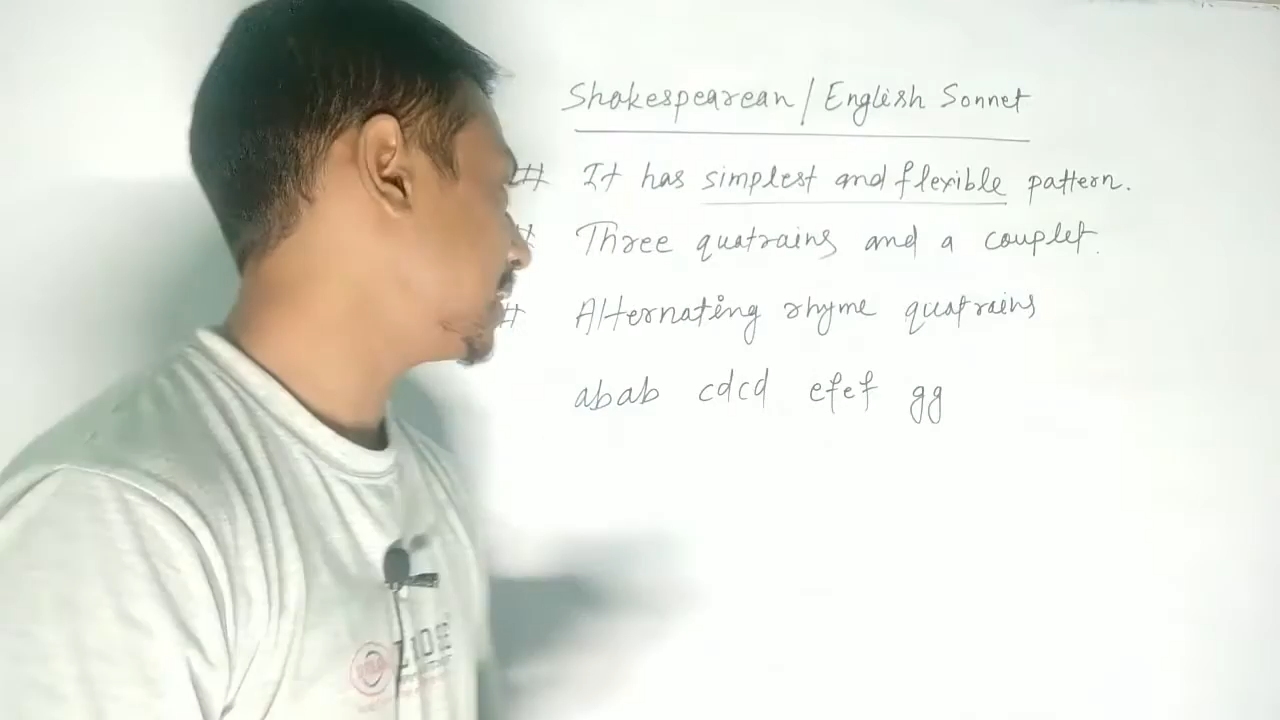 Shakespearean / English Sonnet
# It has simplest and flexible pattern.
# Three quatrains and a couplet.
# Alternating rhyme quatrains
abab cdcd efef gg